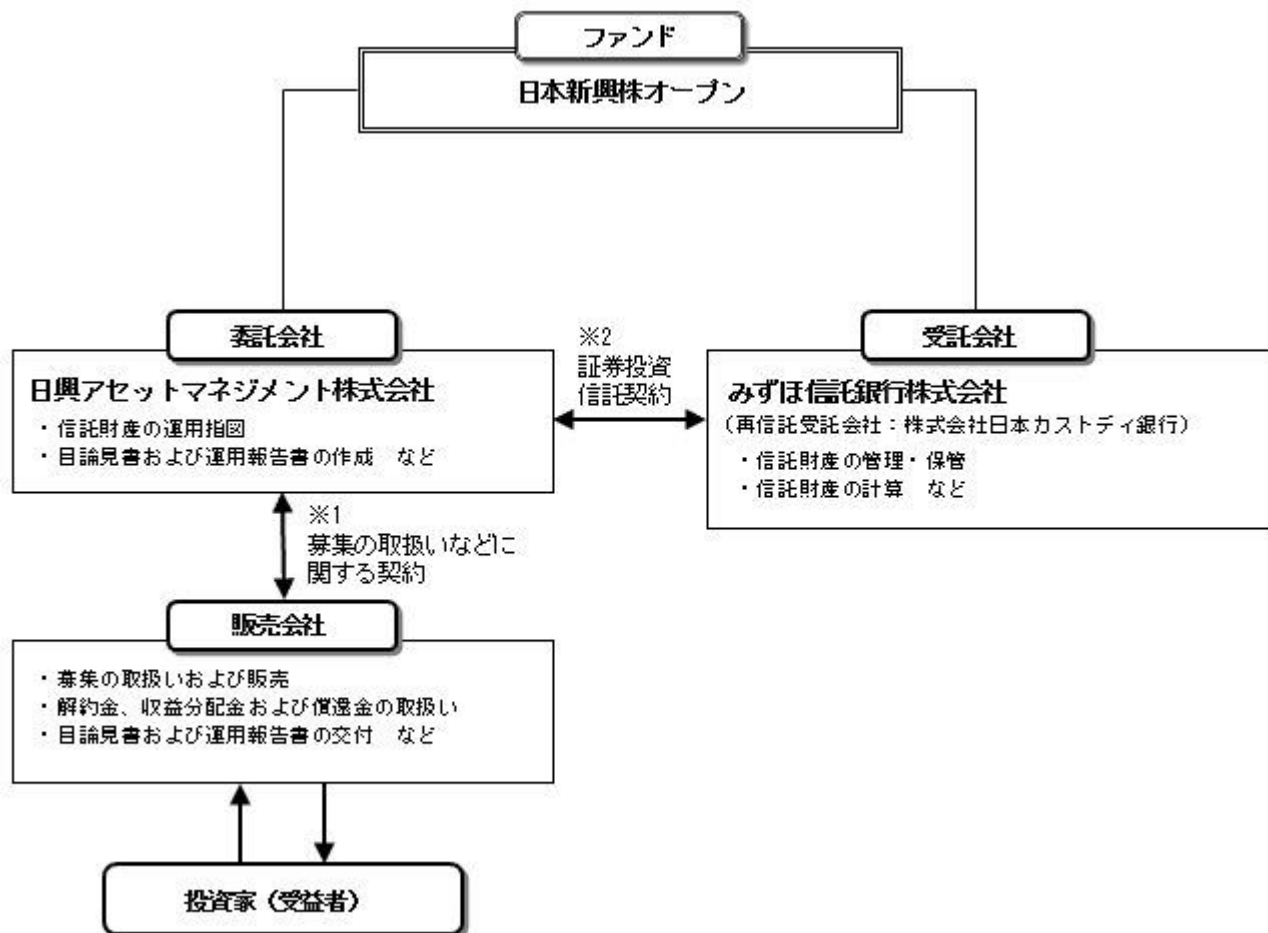 ファンド
日本新興株オープン
委託会社
日興アセットマネジメント株式会社
・信託財産の運用指図
・目論見書および運用報告書の作成　など
※2
証券投資
信託契約
受託会社
みずほ信託銀行株式会社
（再信託受託会社：株式会社日本カストディ銀行）
・信託財産の管理・保管
・信託財産の計算　など
※1
募集の取扱いなどに
関する契約
販売会社
・募集の取扱いおよび販売
・解約金、収益分配金および償還金の取扱い
・目論見書および運用報告書の交付　など
投資家（受益者）